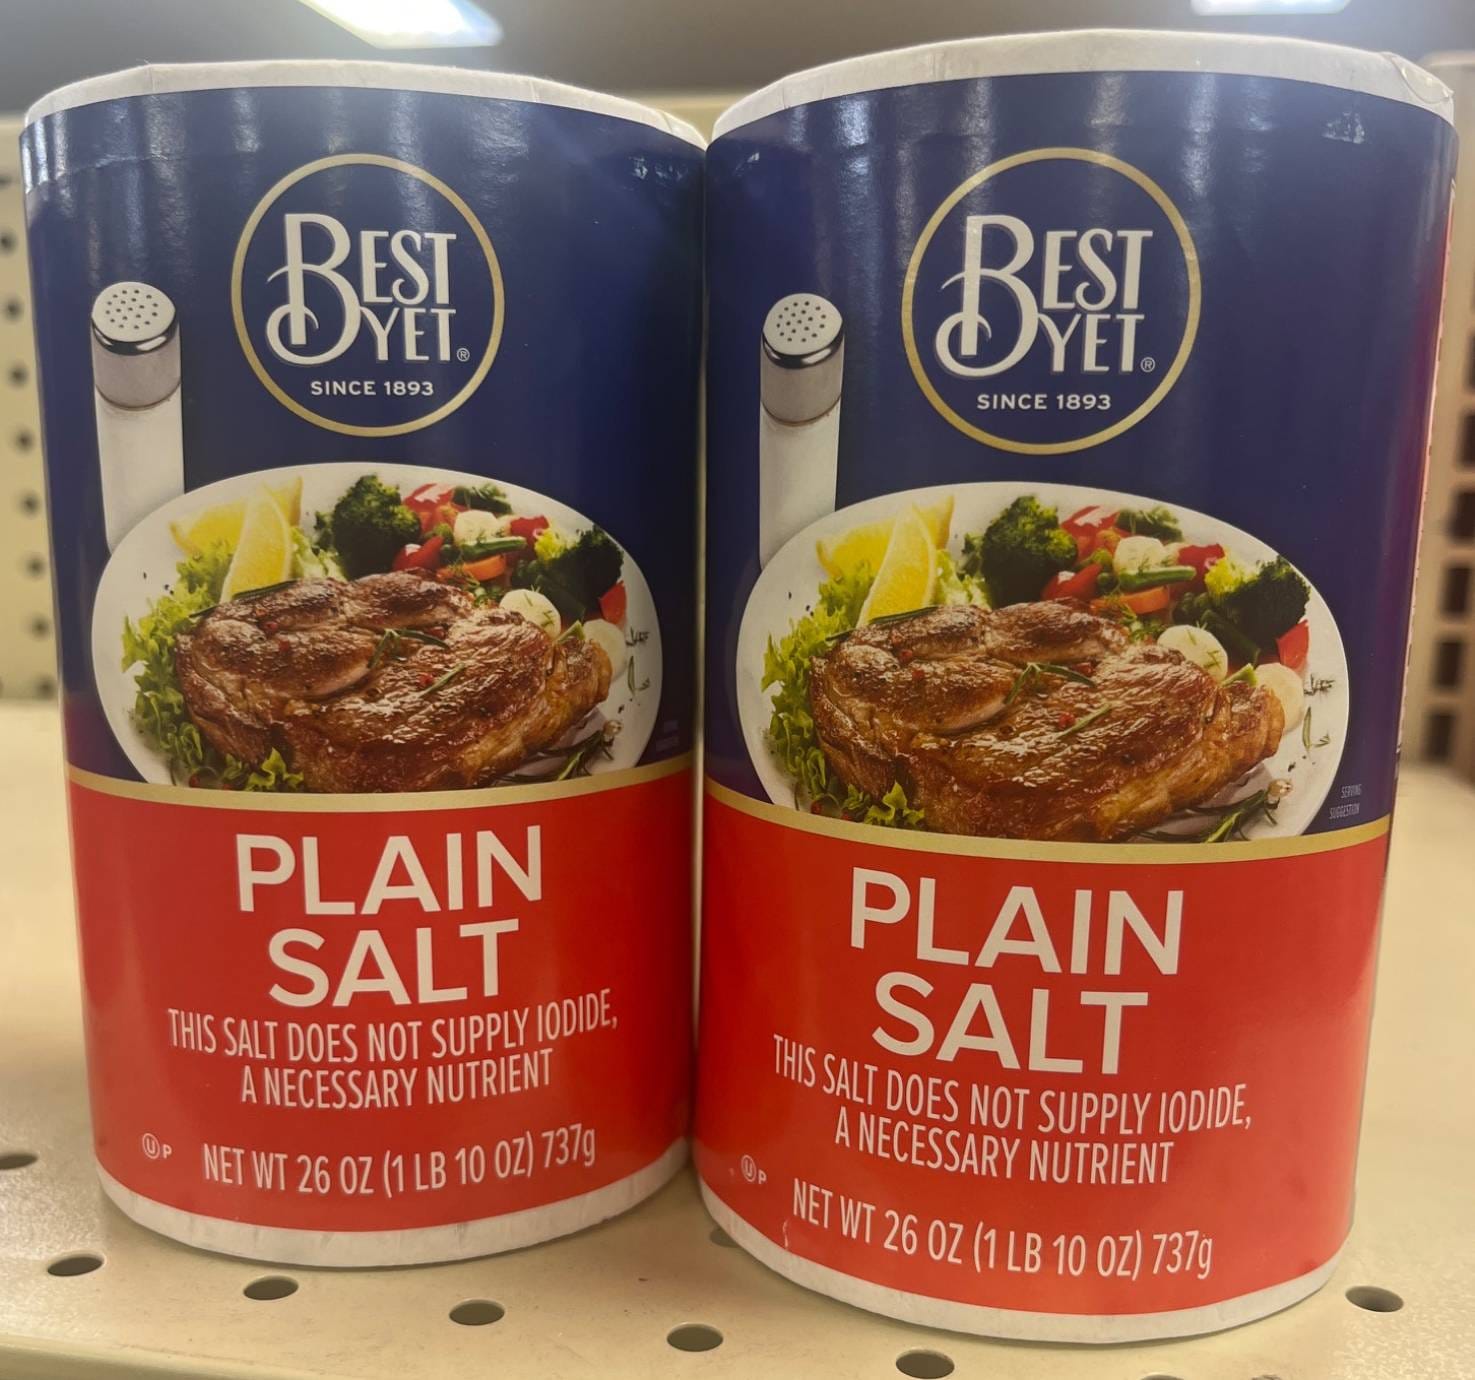 BEST
YET®
SINCE 1893
PLAIN
SALT
THIS SALT DOES NOT SUPPLY IODIDE,
A NECESSARY NUTRIENT
Ⓤ P
NET WT 26 OZ (1 LB 10 OZ) 737g
BEST
YET®
SINCE 1893
SERVING
SUGGESTION
PLAIN
SALT
THIS SALT DOES NOT SUPPLY IODIDE,
A NECESSARY NUTRIENT
Ⓤ P
NET WT 26 OZ (1 LB 10 OZ) 737g